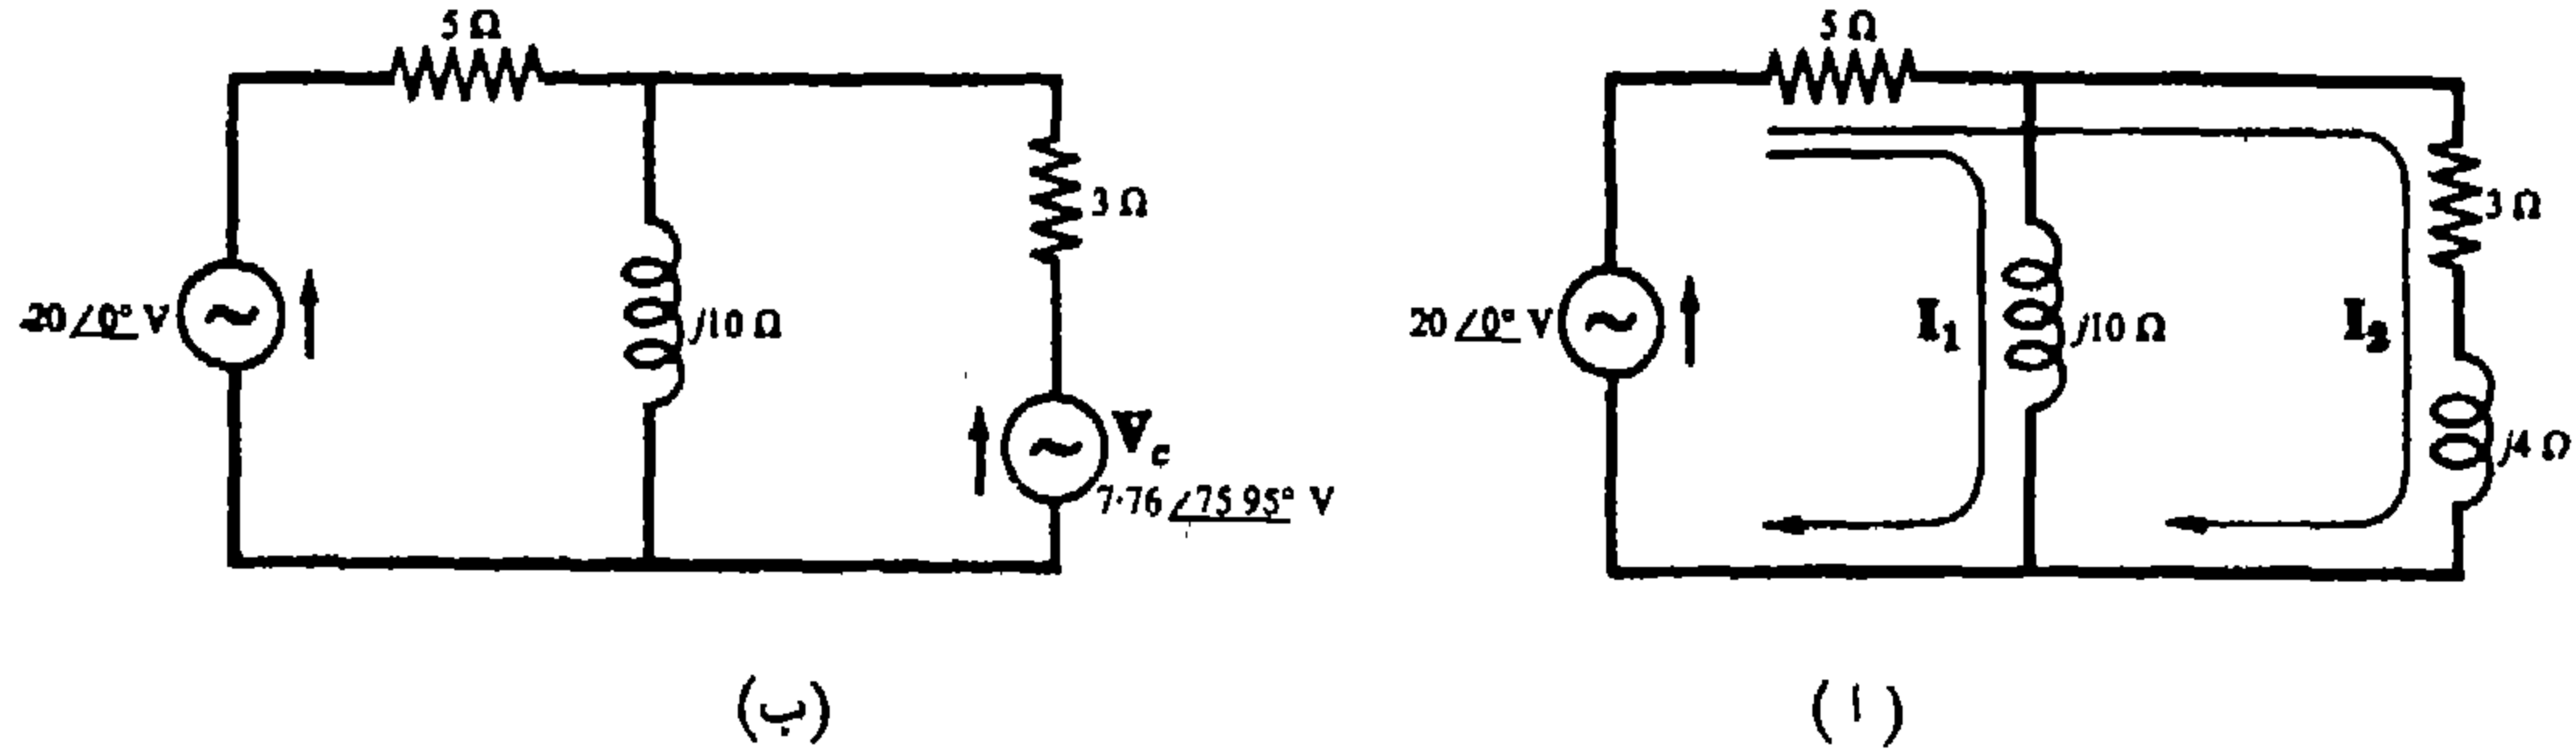 5 Ω
3 Ω
20 ∠0° V
j10 Ω
V_c
7·76 ∠75 95° V
(ب)
5 Ω
3 Ω
20 ∠0° V
I₁
j10 Ω
I₂
j4 Ω
(ا)